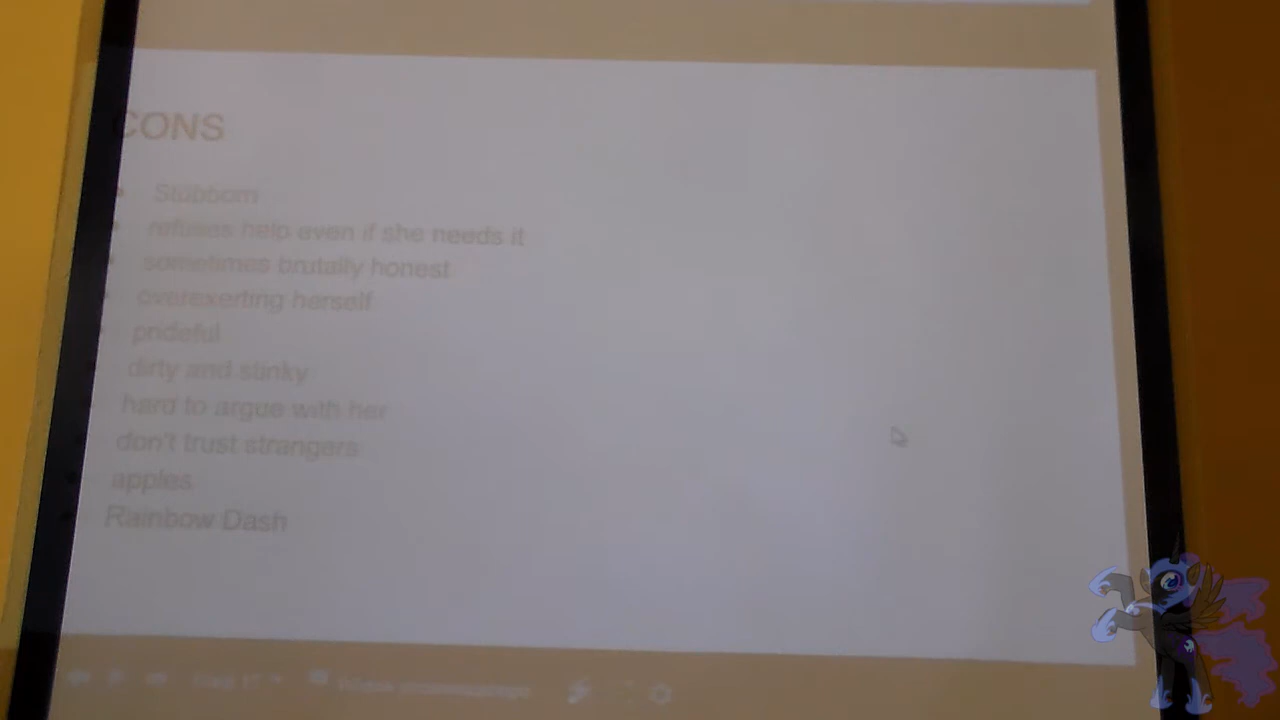 CONS
Stubborn
refuses help even if she needs it
sometimes brutally honest
overexerting herself
prideful
dirty and stinky
hard to argue with her
don't trust strangers
apples
Rainbow Dash